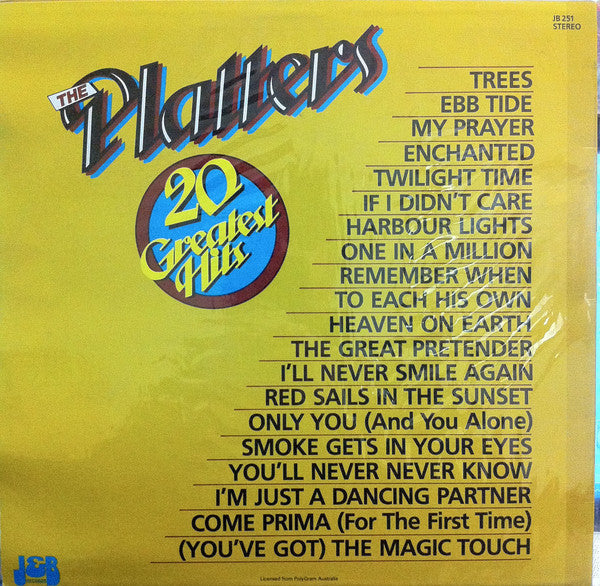 JB 251
STEREO
THE
Platters
20
Greatest
Hits
TREES
EBB TIDE
MY PRAYER
ENCHANTED
TWILIGHT TIME
IF I DIDN'T CARE
HARBOUR LIGHTS
ONE IN A MILLION
REMEMBER WHEN
TO EACH HIS OWN
HEAVEN ON EARTH
THE GREAT PRETENDER
I'LL NEVER SMILE AGAIN
RED SAILS IN THE SUNSET
ONLY YOU (And You Alone)
SMOKE GETS IN YOUR EYES
YOU'LL NEVER NEVER KNOW
I'M JUST A DANCING PARTNER
COME PRIMA (For The First Time)
(YOU'VE GOT) THE MAGIC TOUCH
J&B
RECORDS
Licensed from PolyGram Australia